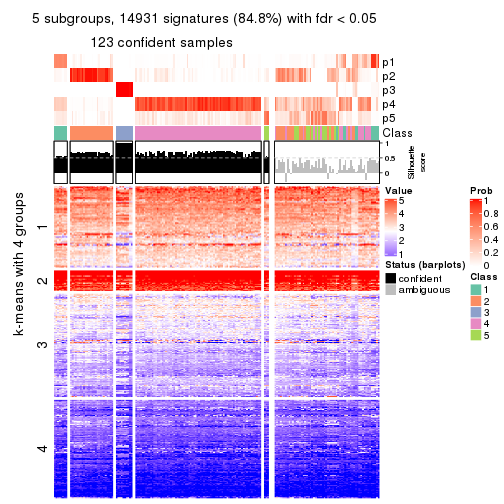 5 subgroups, 14931 signatures (84.8%) with fdr < 0.05
123 confident samples
p1
p2
p3
p4
p5
Class
1
0.5
0
Silhouette
score
k-means with 4 groups
1
2
3
4
Value
5
4
3
2
1
Status (barplots)
confident
ambiguous
Prob
1
0.8
0.6
0.4
0.2
0
Class
1
2
3
4
5